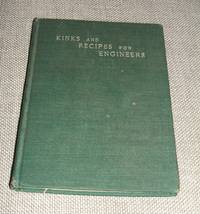 KINKS AND
RECIPES FOR
ENGINEERS